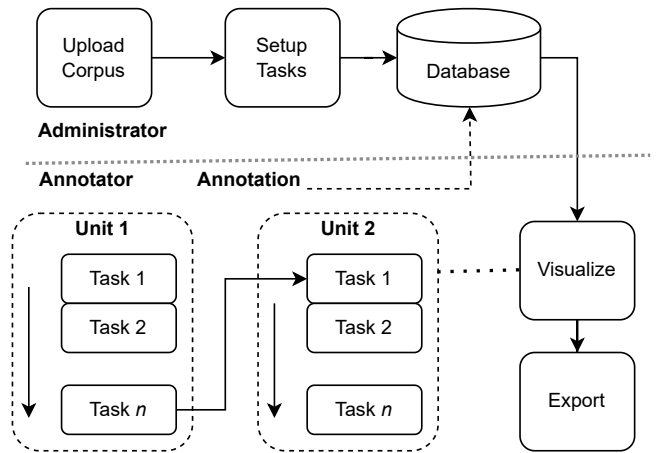 Upload
Corpus
Setup
Tasks
Database
Administrator
Annotator
Annotation
Unit 1
Task 1
Task 2
Task n
Unit 2
Task 1
Task 2
Task n
Visualize
Export